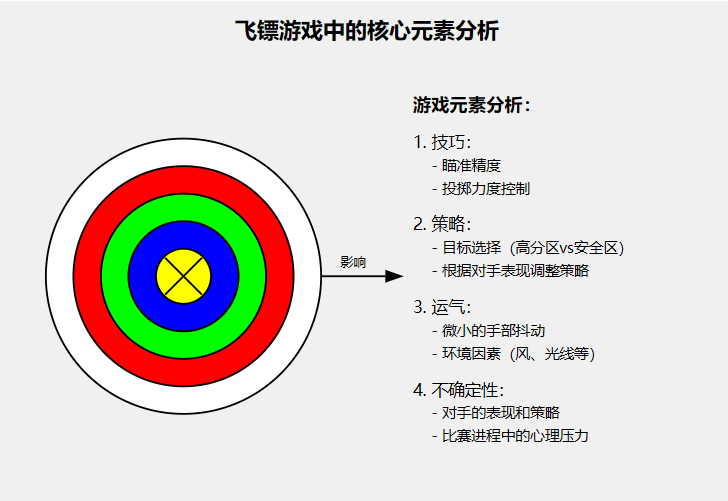 飞镖游戏中的核心元素分析
游戏元素分析：
1. 技巧：
- 瞄准精度
- 投掷力度控制
2. 策略：
- 目标选择（高分区vs安全区）
- 根据对手表现调整策略
影响
3. 运气：
- 微小的手部抖动
- 环境因素（风、光线等）
4. 不确定性：
- 对手的表现和策略
- 比赛进程中的心理压力